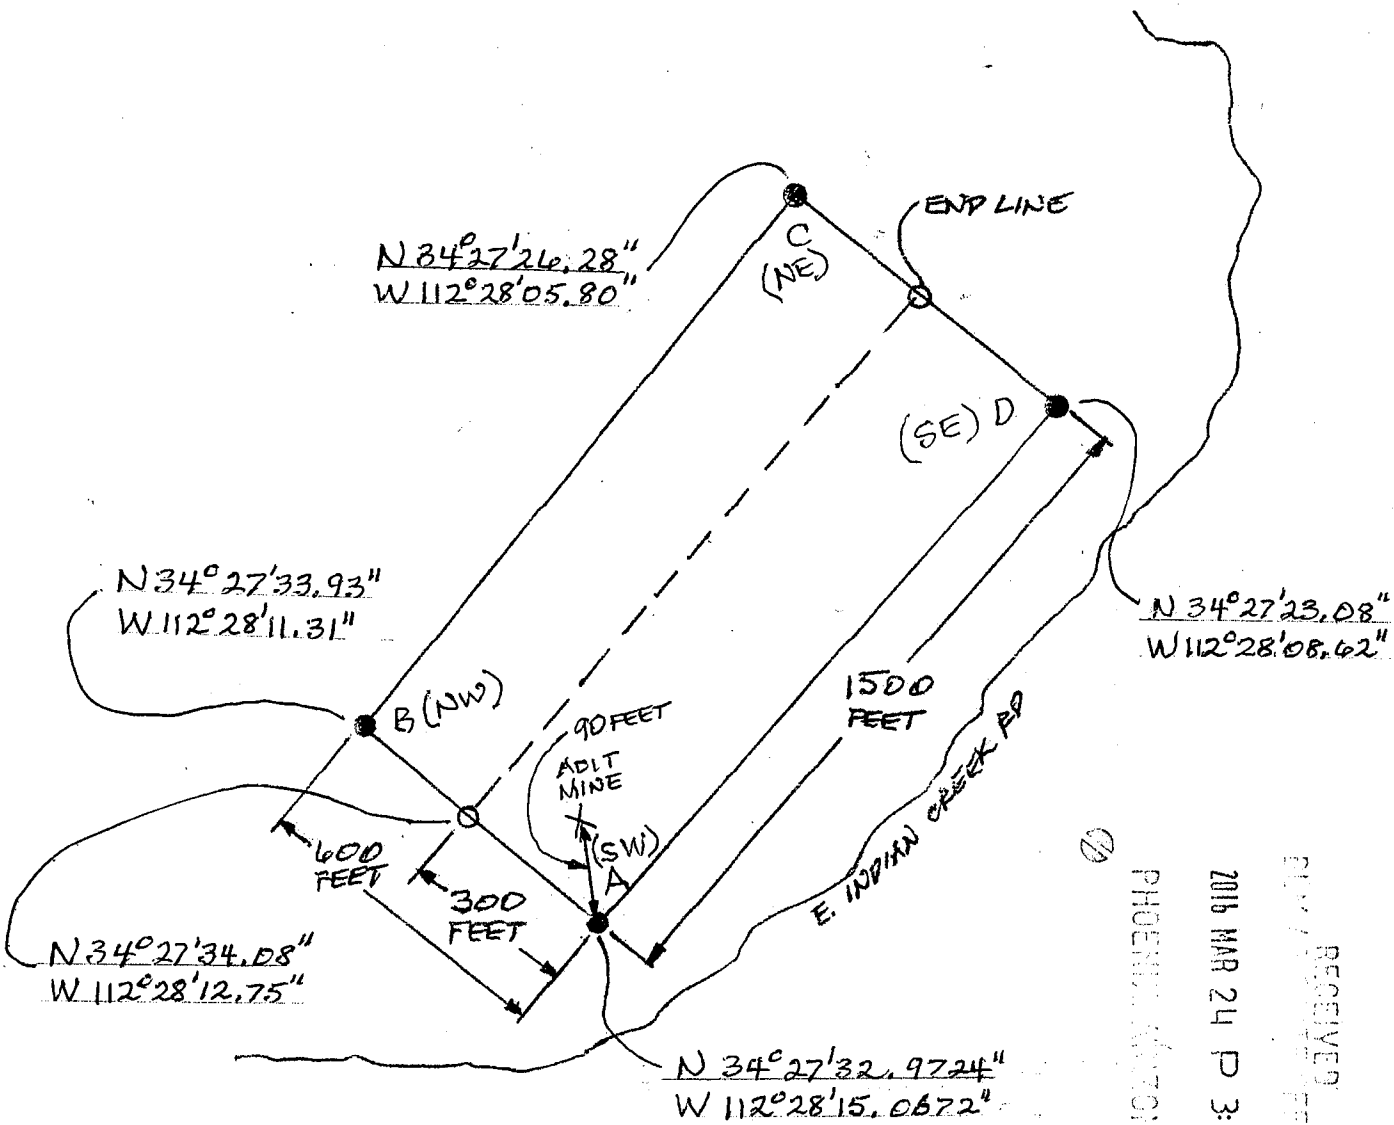 END LINE
C
(NE)
N 34°27'26.28"
W 112°28'05.80"
(SE) D
N 34°27'33.93"
W 112°28'11.31"
N 34°27'23.08"
W 112°28'08.62"
B (NW)
90 FEET
ADIT
MINE
1500
FEET
(SW)
A
600
FEET
300
FEET
E. INDIAN CREEK RD
N 34°27'34.08"
W 112°28'12.75"
N 34°27'32.9724"
W 112°28'15.0672"
RECEIVED
2016 MAR 24 P 3: